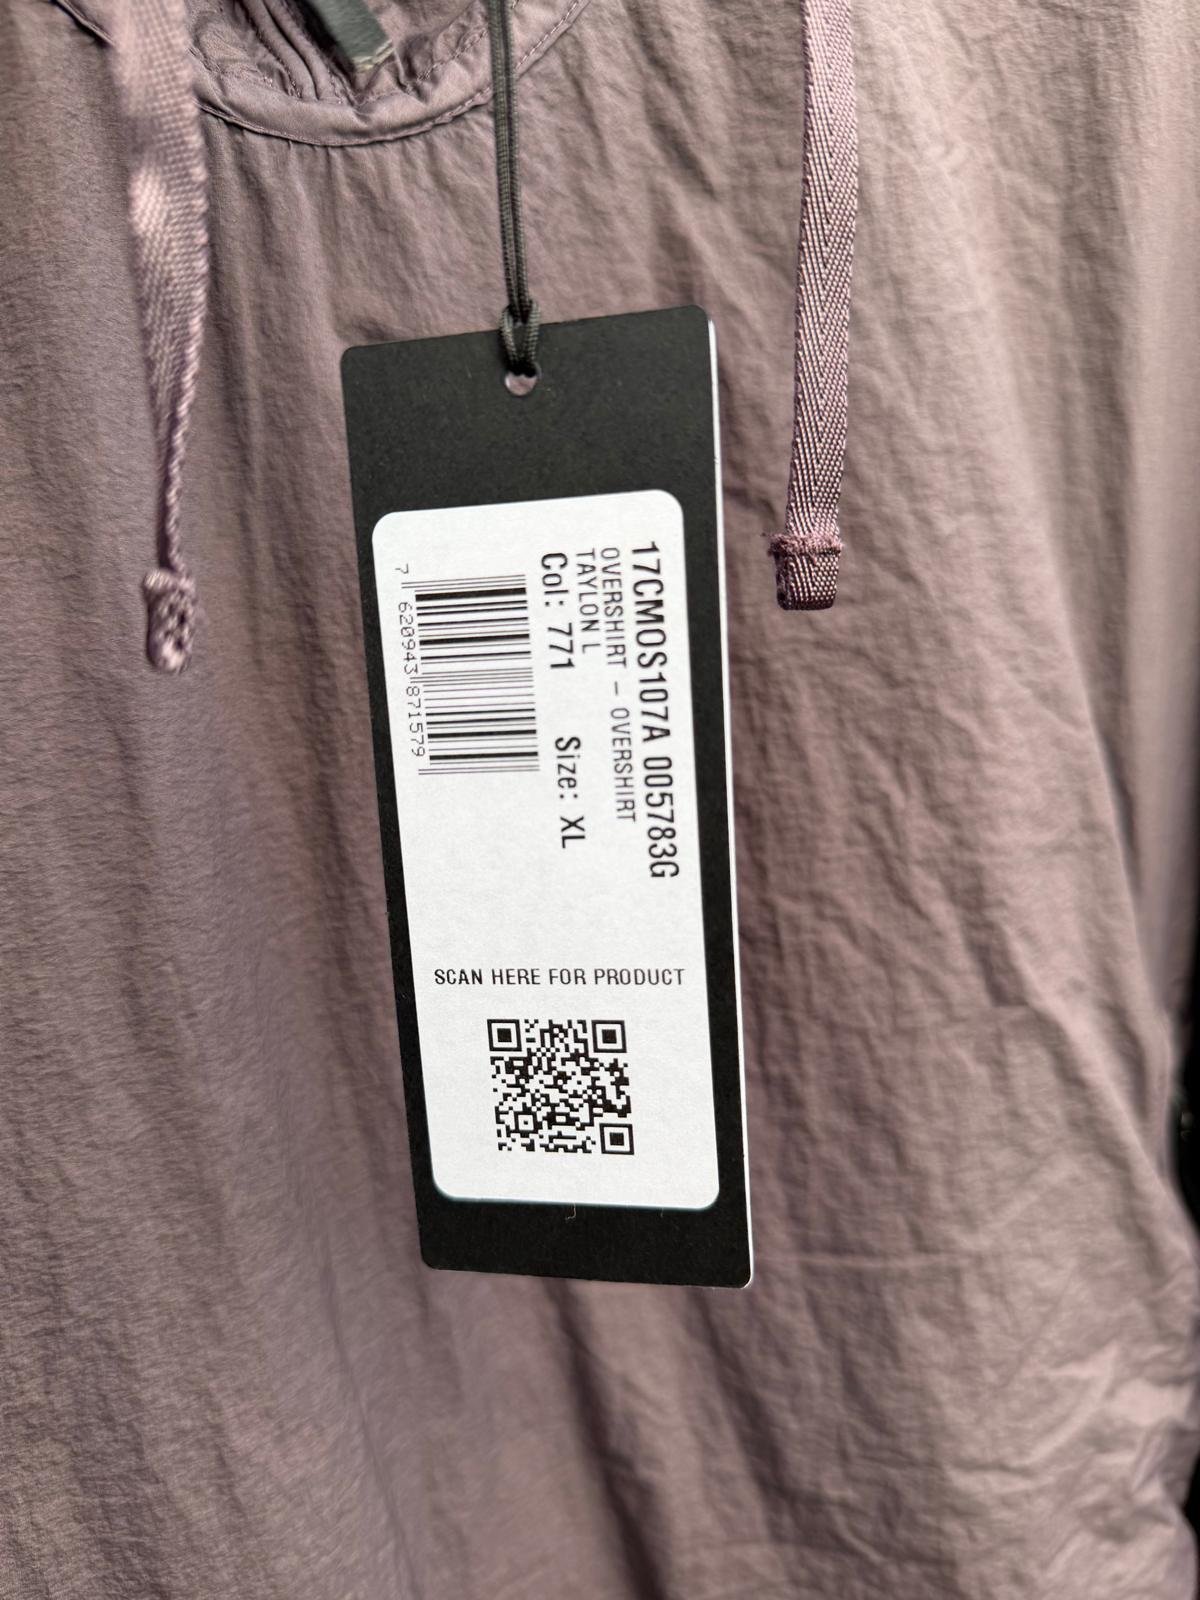 17CMOS107A 005783G
OVERSHIRT - OVERSHIRT
TAYLON L
Col: 771 Size: XL
7 620943 871579
SCAN HERE FOR PRODUCT